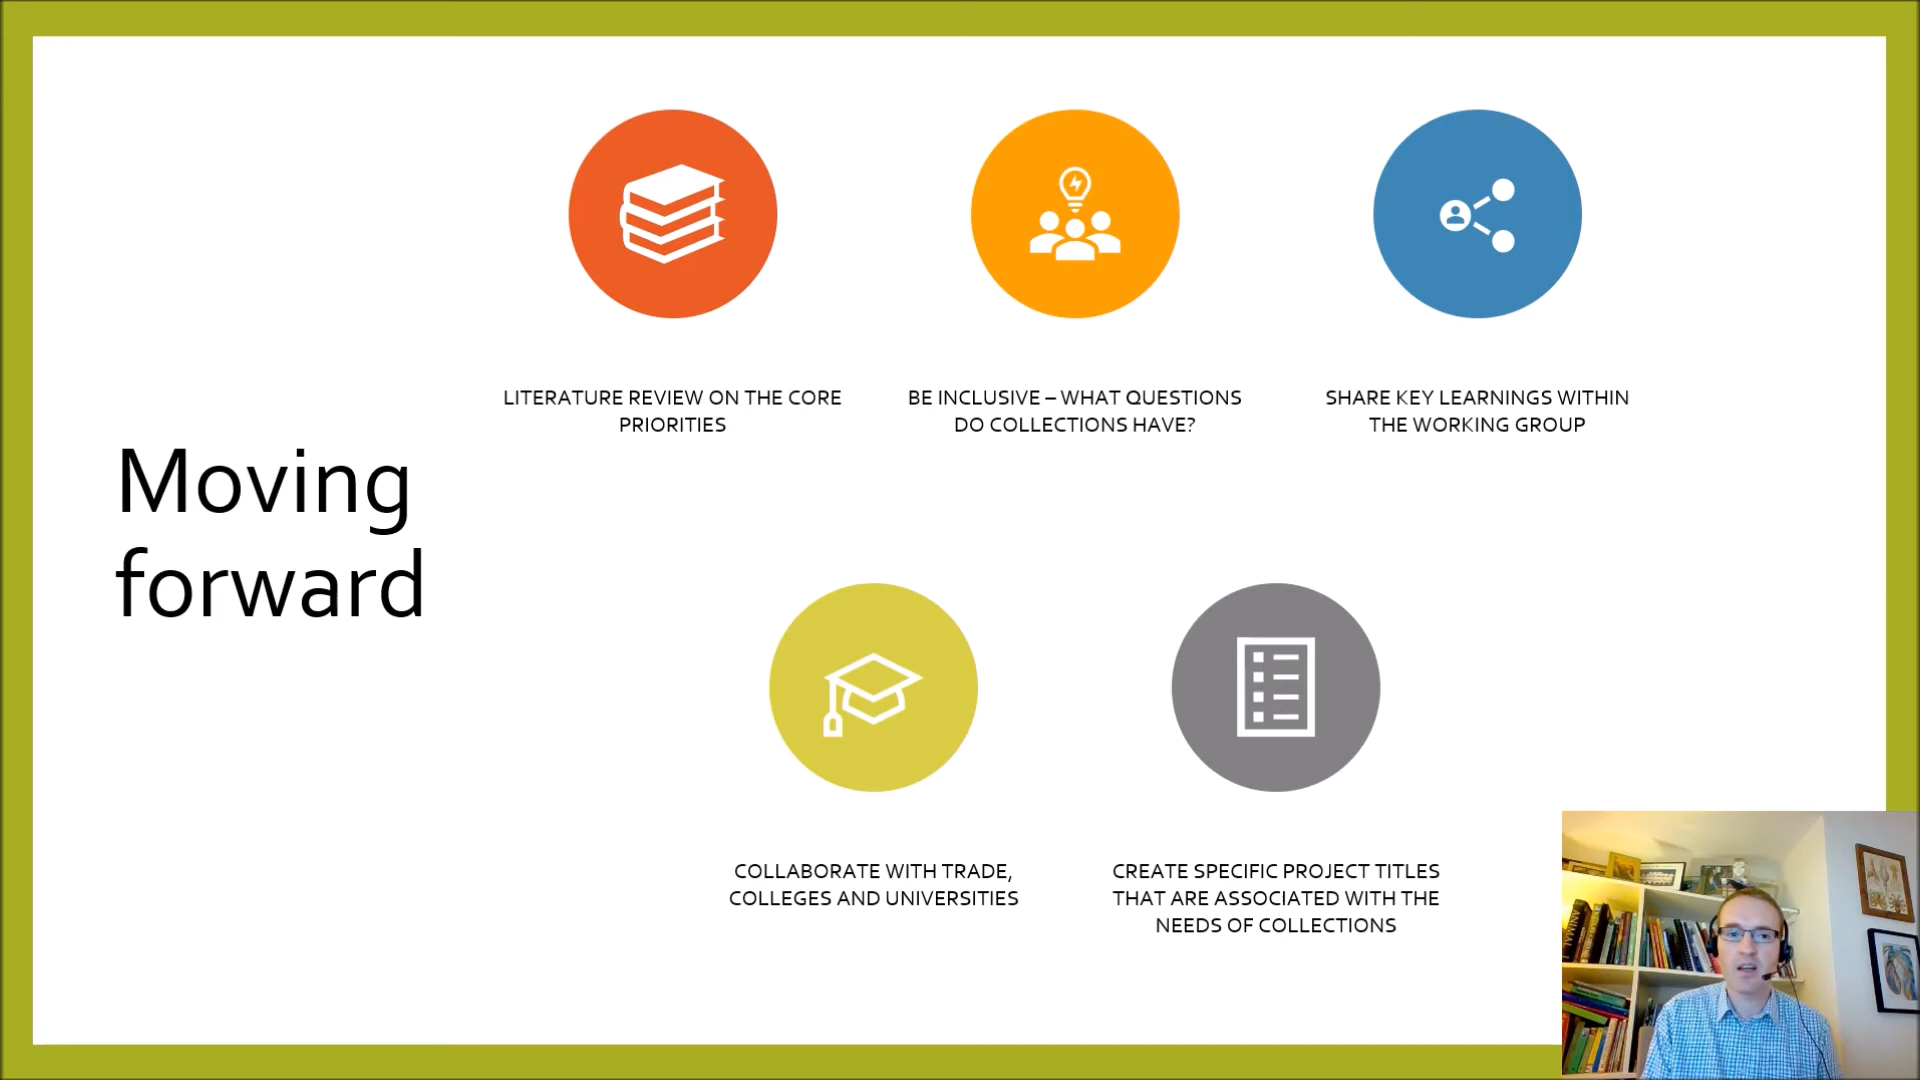 Moving
forward
LITERATURE REVIEW ON THE CORE
PRIORITIES
BE INCLUSIVE – WHAT QUESTIONS
DO COLLECTIONS HAVE?
SHARE KEY LEARNINGS WITHIN
THE WORKING GROUP
COLLABORATE WITH TRADE,
COLLEGES AND UNIVERSITIES
CREATE SPECIFIC PROJECT TITLES
THAT ARE ASSOCIATED WITH THE
NEEDS OF COLLECTIONS